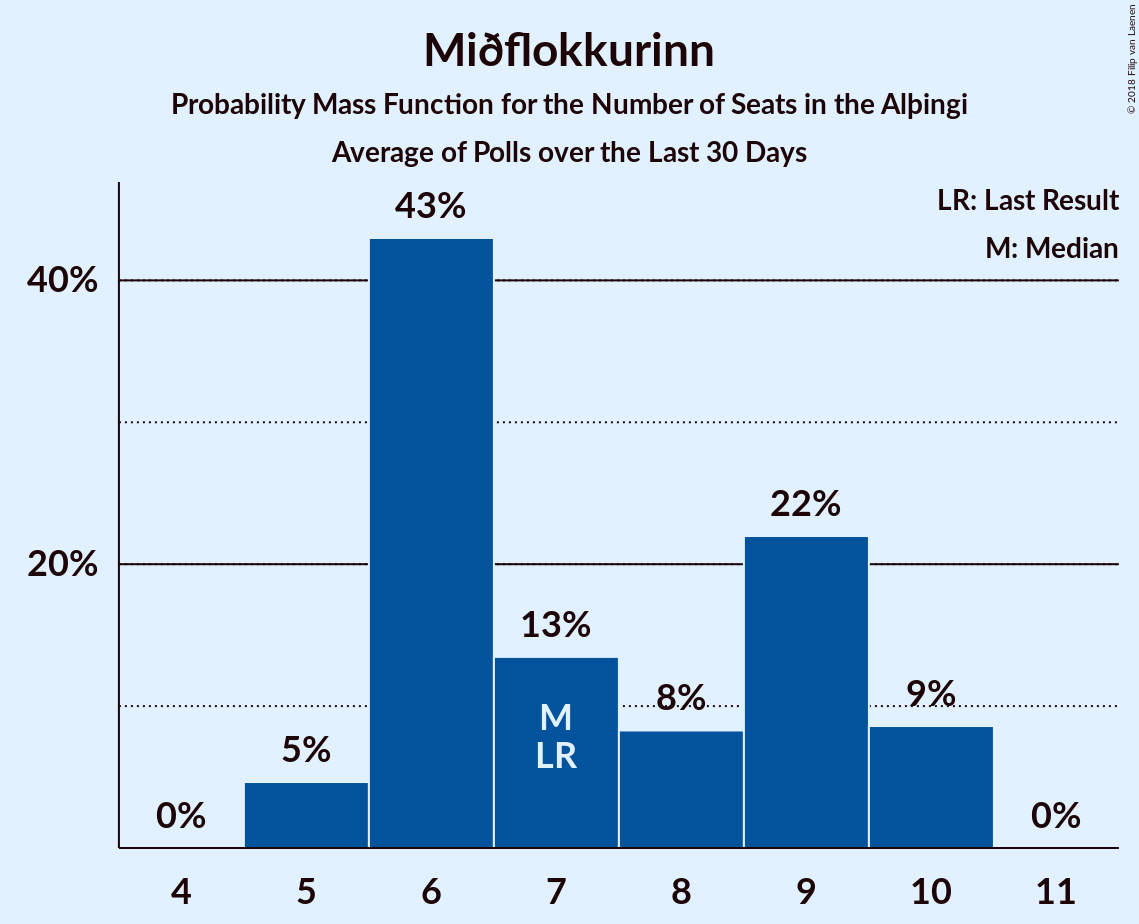 Miðflokkurinn
Probability Mass Function for the Number of Seats in the Alþingi
Average of Polls over the Last 30 Days
© 2018 Filip van Laenen
LR: Last Result
M: Median
43%
40%
22%
20%
13%
M
LR
8%
9%
5%
0%
0%
4 5 6 7 8 9 10 11